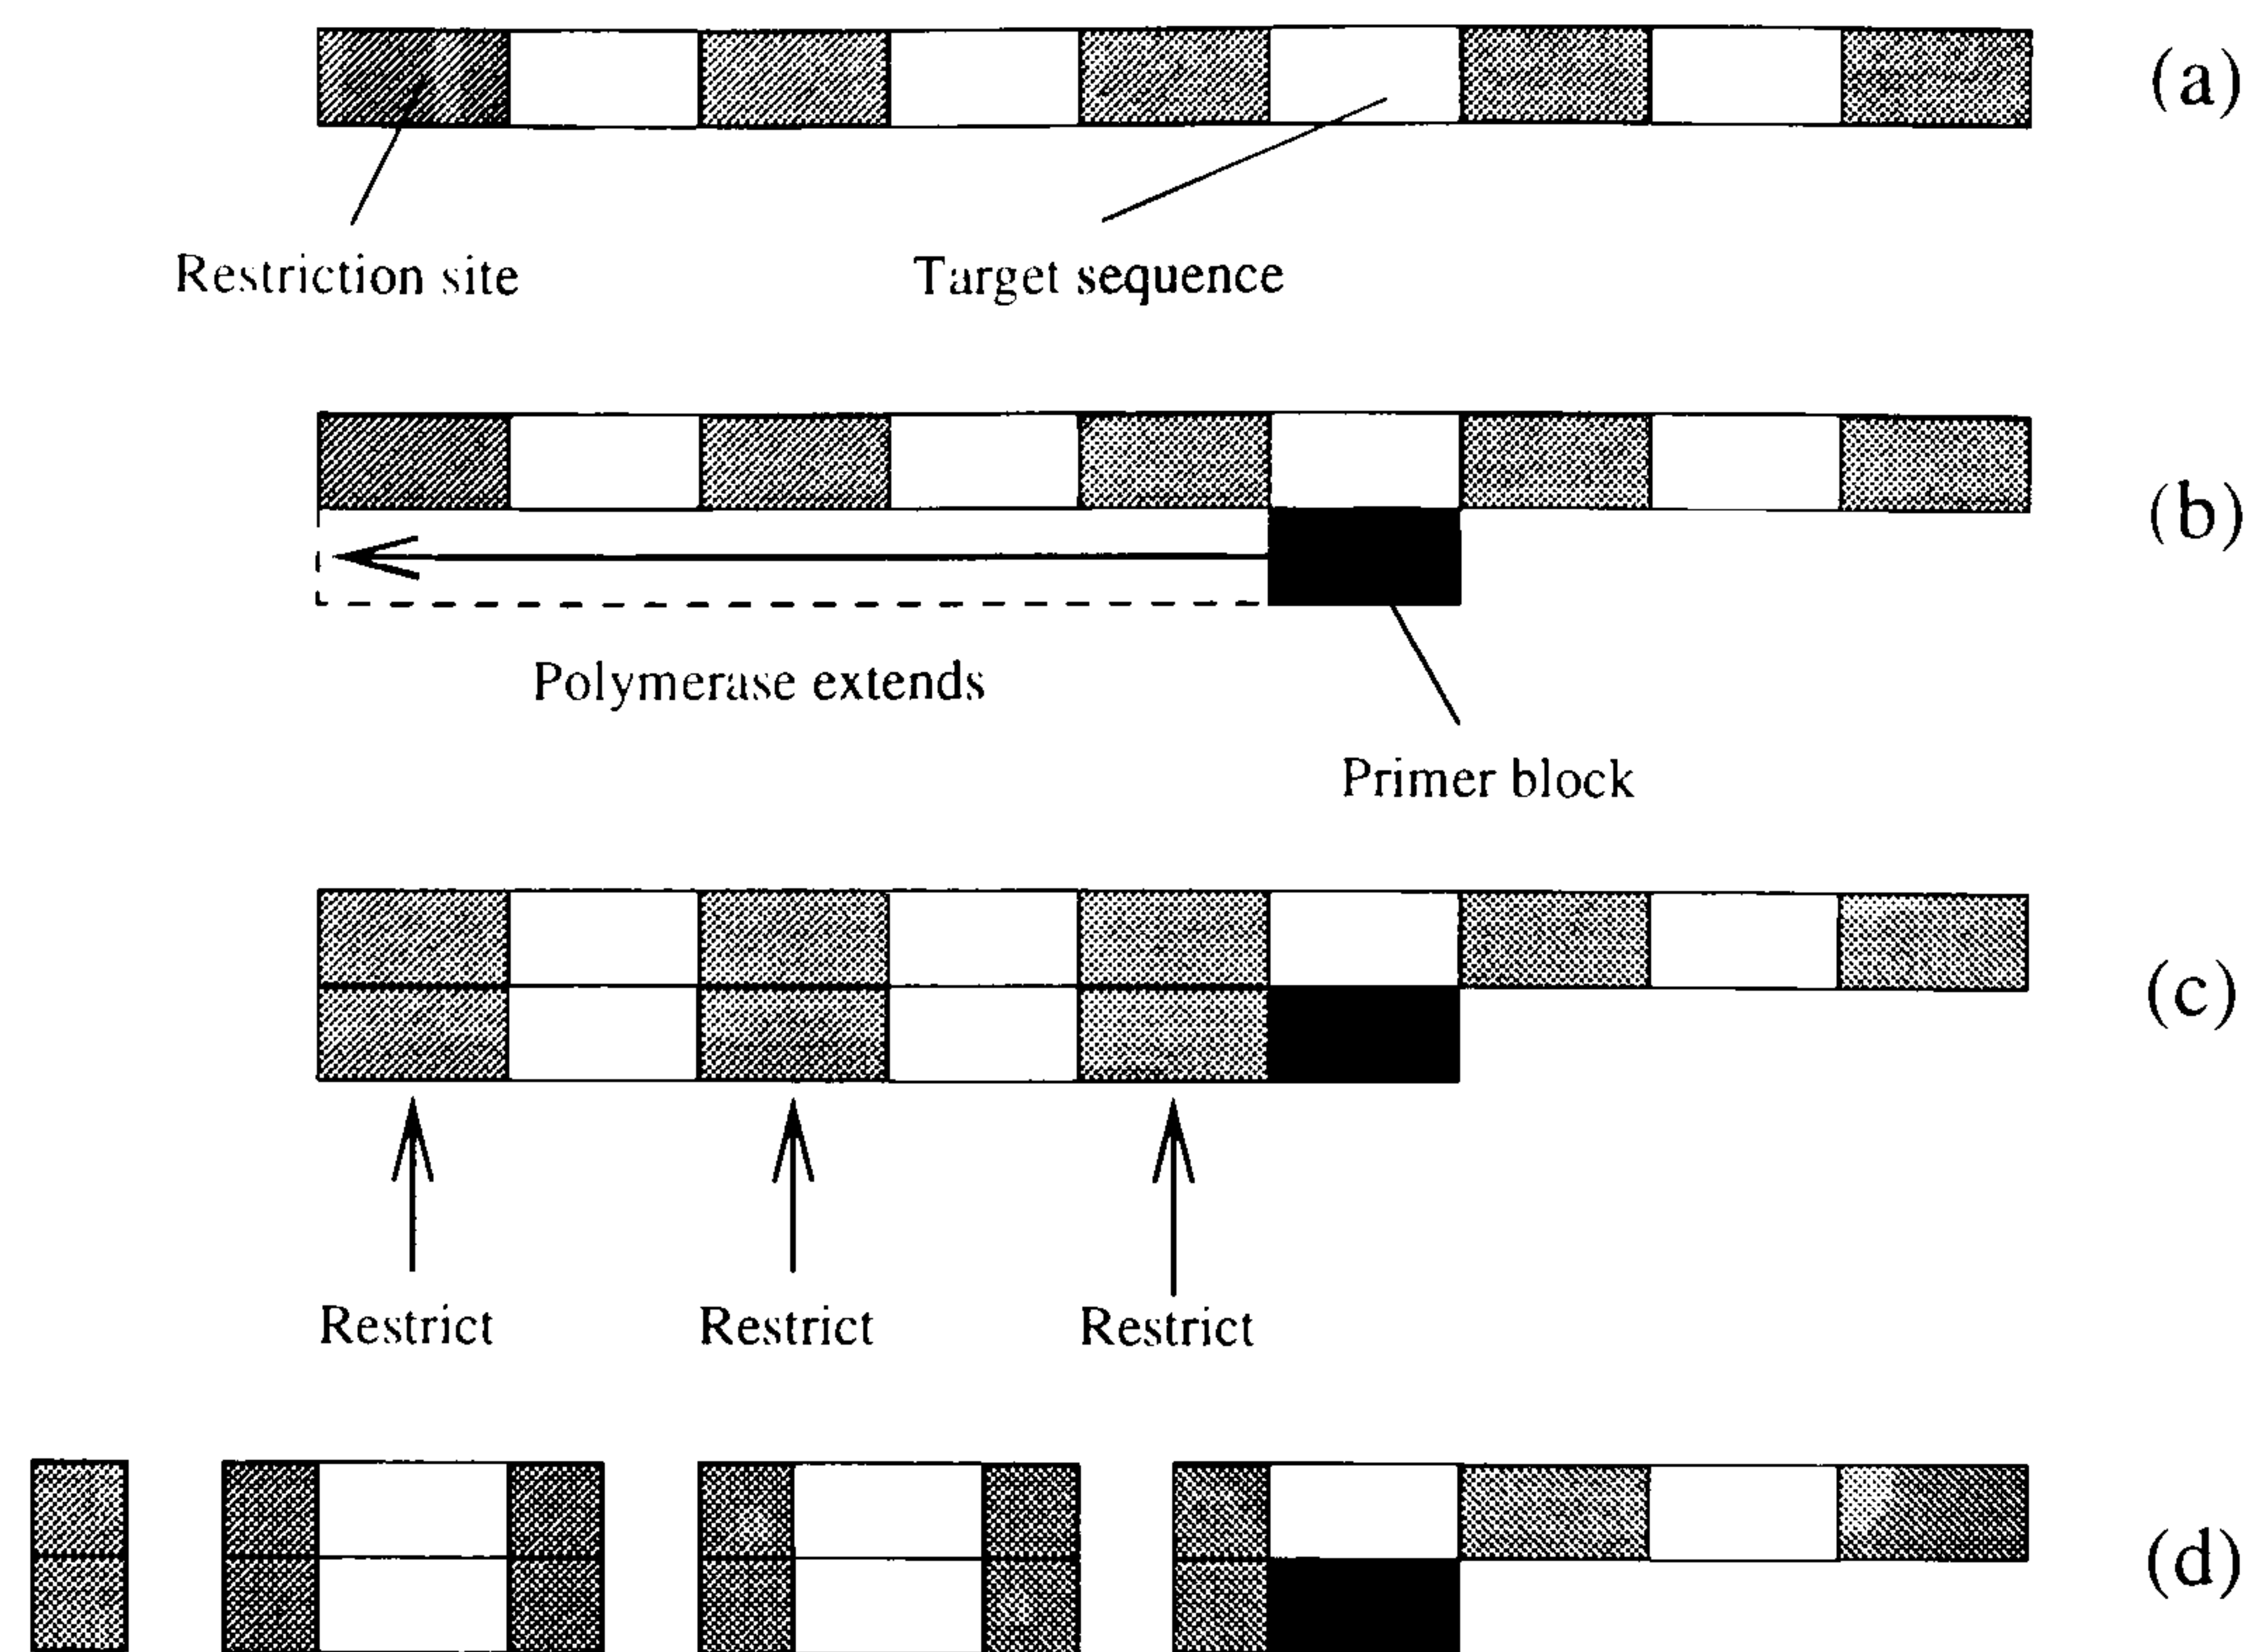 (a)
Restriction site
Target sequence
(b)
Polymerase extends
Primer block
(c)
Restrict
Restrict
Restrict
(d)